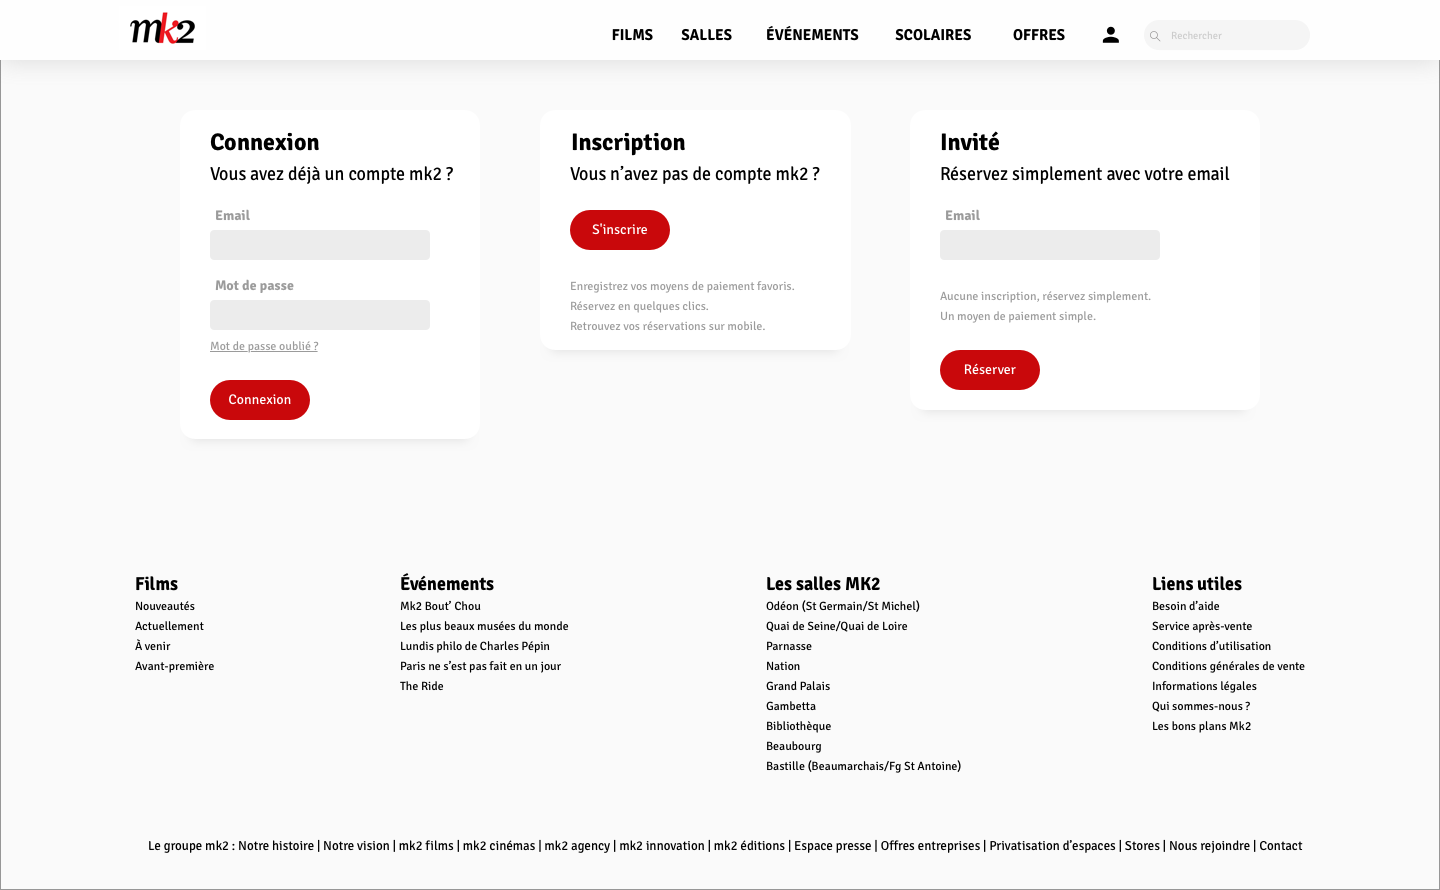 mk2
FILMS SALLES ÉVÉNEMENTS SCOLAIRES OFFRES Rechercher
Connexion
Vous avez déjà un compte mk2 ?
Email
Mot de passe
Mot de passe oublié ?
Connexion
Inscription
Vous n’avez pas de compte mk2 ?
S'inscrire
Enregistrez vos moyens de paiement favoris.
Réservez en quelques clics.
Retrouvez vos réservations sur mobile.
Invité
Réservez simplement avec votre email
Email
Aucune inscription, réservez simplement.
Un moyen de paiement simple.
Réserver
Films
Nouveautés
Actuellement
À venir
Avant-première
Événements
Mk2 Bout’ Chou
Les plus beaux musées du monde
Lundis philo de Charles Pépin
Paris ne s’est pas fait en un jour
The Ride
Les salles MK2
Odéon (St Germain/St Michel)
Quai de Seine/Quai de Loire
Parnasse
Nation
Grand Palais
Gambetta
Bibliothèque
Beaubourg
Bastille (Beaumarchais/Fg St Antoine)
Liens utiles
Besoin d’aide
Service après-vente
Conditions d’utilisation
Conditions générales de vente
Informations légales
Qui sommes-nous ?
Les bons plans Mk2
Le groupe mk2 : Notre histoire | Notre vision | mk2 films | mk2 cinémas | mk2 agency | mk2 innovation | mk2 éditions | Espace presse | Offres entreprises | Privatisation d’espaces | Stores | Nous rejoindre | Contact